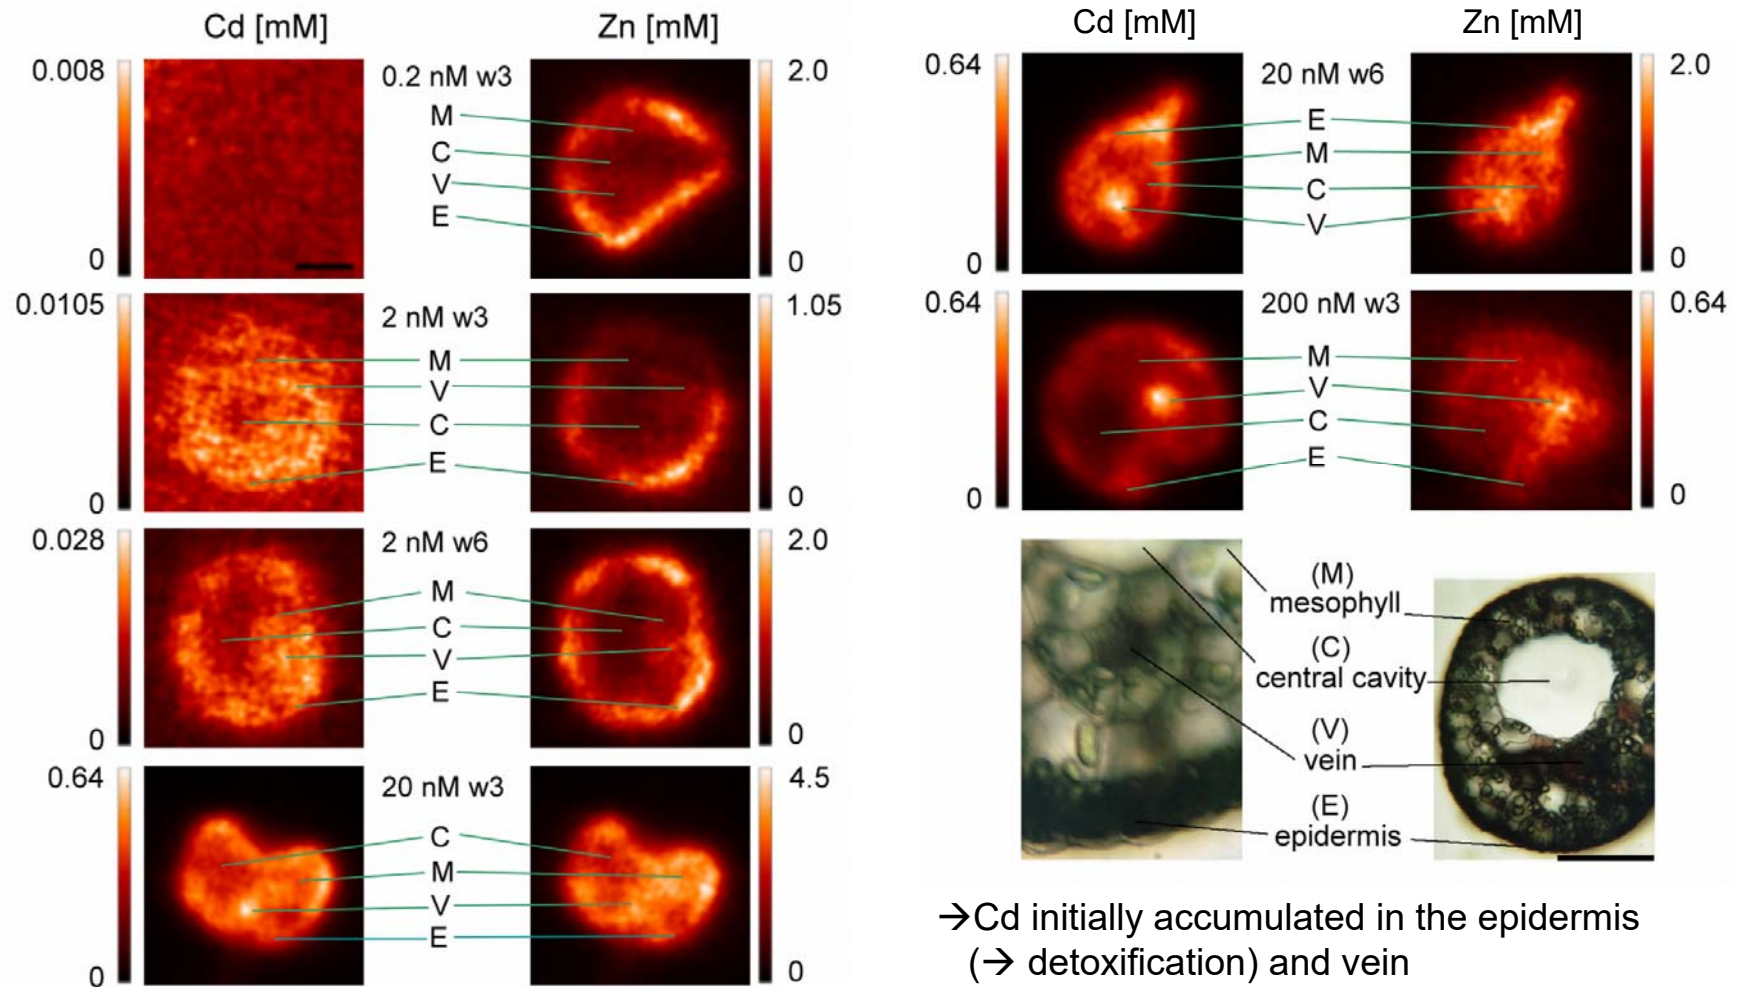 Cd [mM]
Zn [mM]
0.008
0
0.2 nM w3
M
C
V
E
2.0
0
0.0105
0
2 nM w3
M
V
C
E
1.05
0
0.028
0
2 nM w6
M
C
V
E
2.0
0
0.64
0
20 nM w3
C
M
V
E
4.5
0
Cd [mM]
Zn [mM]
0.64
0
20 nM w6
E
M
C
V
2.0
0
0.64
0
200 nM w3
M
V
C
E
0.64
0
(M)
mesophyll
(C)
central cavity
(V)
vein
(E)
epidermis
→Cd initially accumulated in the epidermis
(→ detoxification) and vein